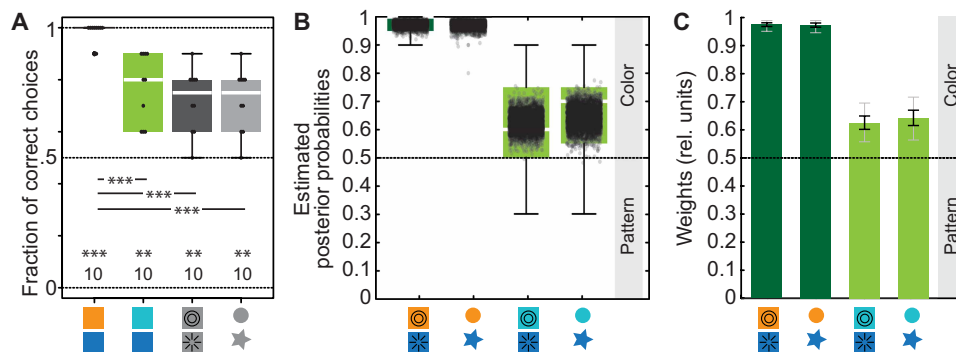 A
Fraction of correct choices
1
.5
0
***
***
***
*** ** ** **
10 10 10 10
B
Estimated
posterior probabilities
1
0.9
0.8
0.7
0.6
0.5
0.4
0.3
0.2
0.1
0
Color
Pattern
C
Weights (rel. units)
1
0.9
0.8
0.7
0.6
0.5
0.4
0.3
0.2
0.1
0
Color
Pattern